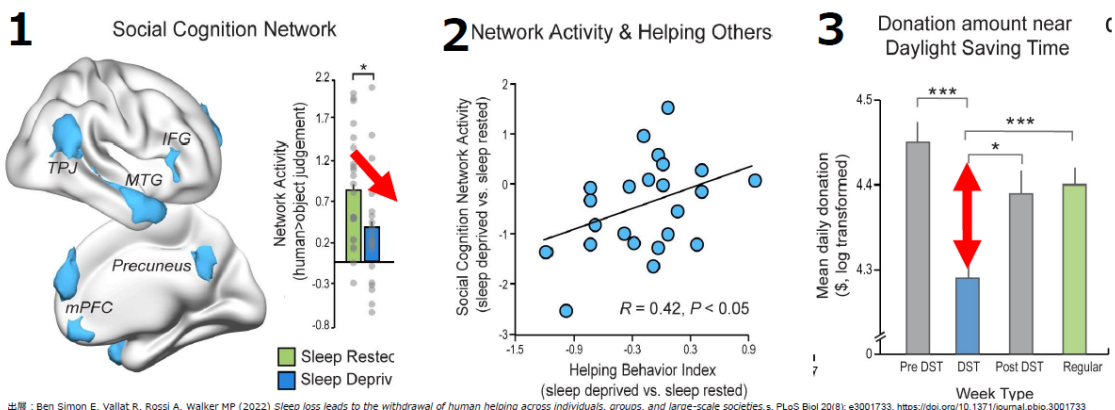 1
Social Cognition Network
TPJ
IFG
MTG
Precuneus
mPFC
*
2.2
1.7
1.2
0.7
0.2
-0.3
-0.8
Network Activity
(human>object judgement)
Sleep Rested
Sleep Depriv
2
Network Activity & Helping Others
Social Cognition Network Activity
(sleep deprived vs. sleep rested)
2
1
0
-1
-2
-3
R = 0.42, P < 0.05
-1.5
-0.9
-0.3
0.3
0.9
Helping Behavior Index
(sleep deprived vs. sleep rested)
3
Donation amount near
Daylight Saving Time
Mean daily donation
($, log transformed)
4.5
4.4
4.3
***
***
*
Pre DST
DST
Post DST
Regular
Week Type
出展：Ben Simon E, Vallat R, Rossi A, Walker MP (2022) Sleep loss leads to the withdrawal of human helping across individuals, groups, and large-scale societies.s. PLoS Biol 20(8): e3001733. https://doi.org/10.1371/journal.pbio.3001733